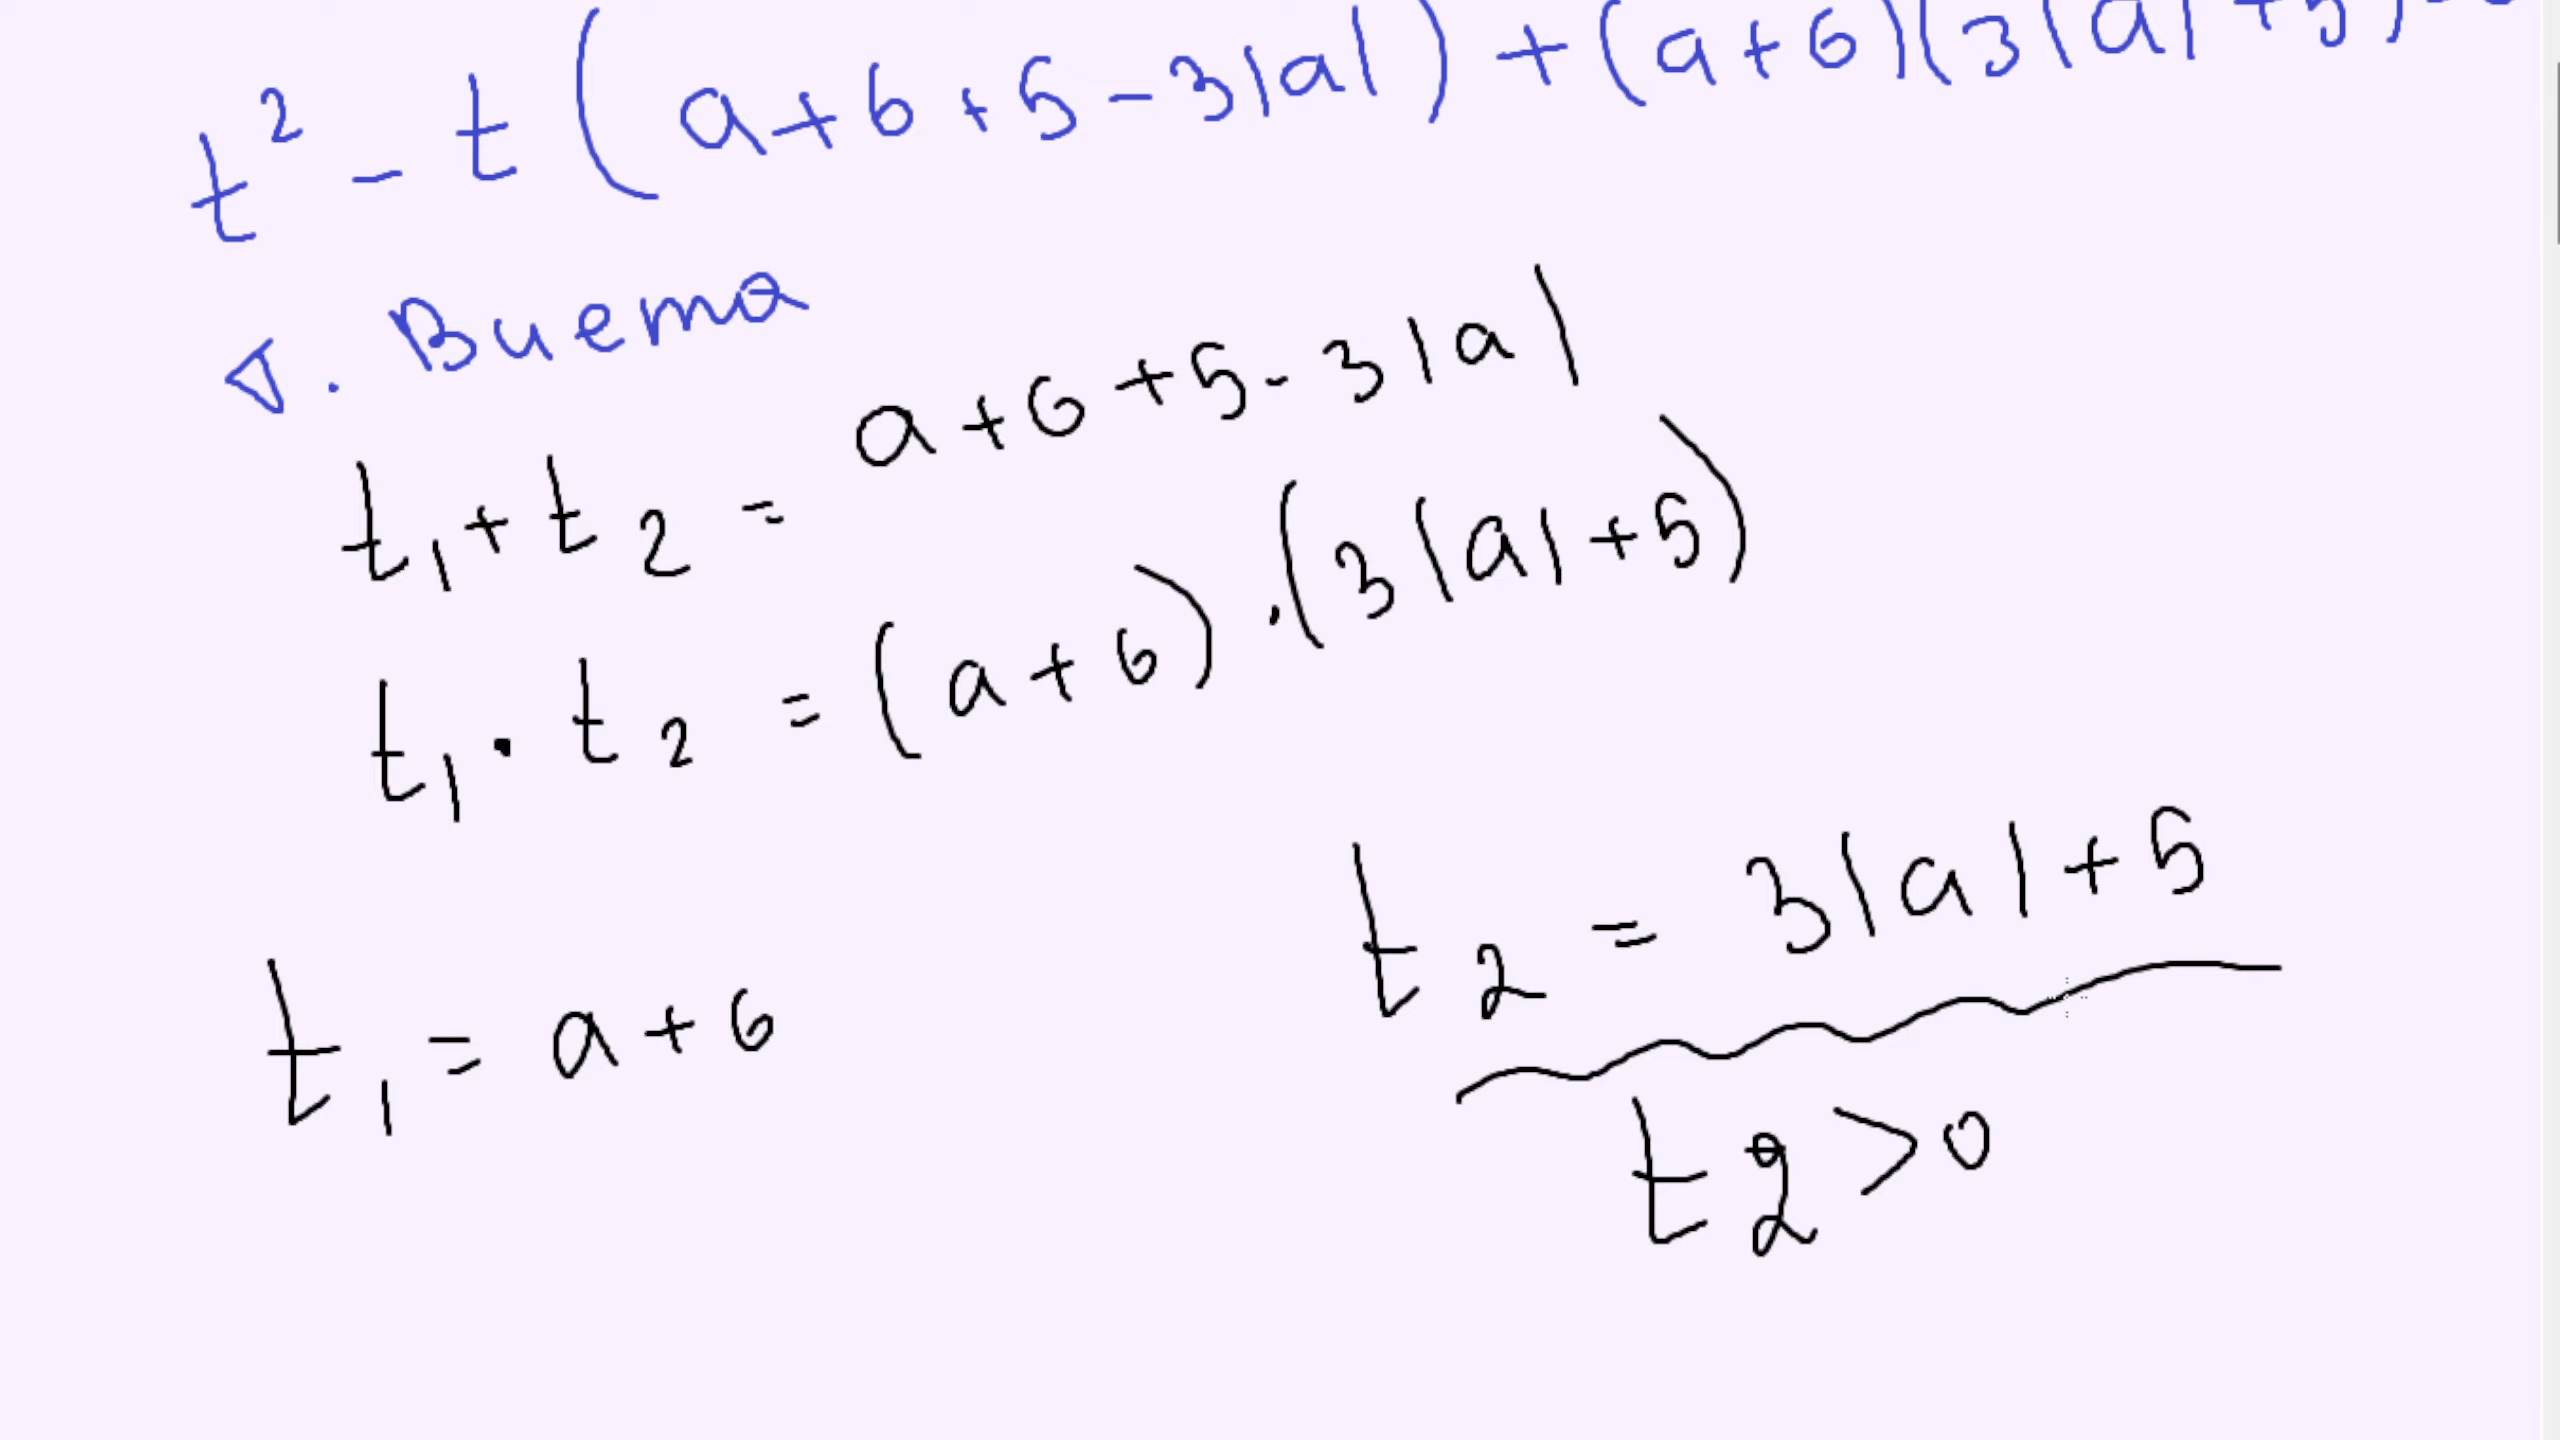 t² - t(a+6+5-3|a|)+(a+6)(3|a|+5)
T. Виета
t₁+t₂ = a+6+5-3|a|
t₁·t₂ = (a+6)·(3|a|+5)
t₂ = 3|a|+5
t₁ = a+6
t₂>0